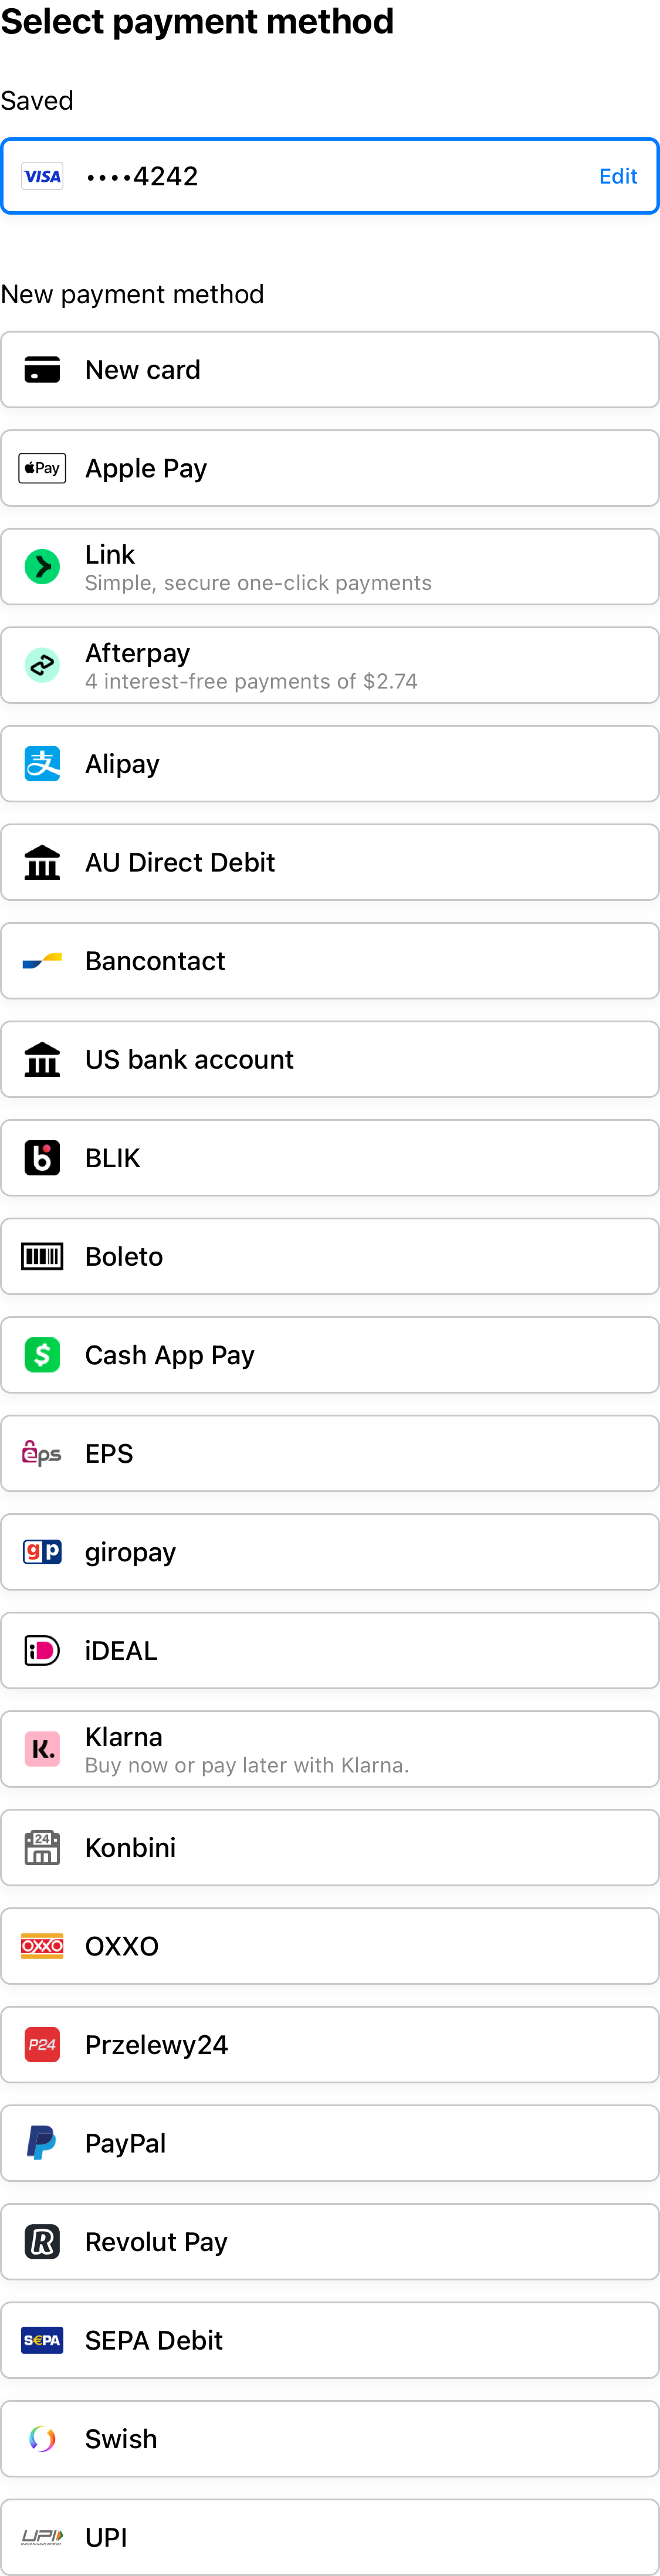 Select payment method
Saved
VISA ····4242 Edit
New payment method
New card
Pay Apple Pay
Link
Simple, secure one-click payments
Afterpay
4 interest-free payments of $2.74
支 Alipay
AU Direct Debit
Bancontact
US bank account
b BLIK
Boleto
$ Cash App Pay
eps EPS
gp giropay
iD iDEAL
K. Klarna
Buy now or pay later with Klarna.
24 Konbini
OXXO OXXO
P24 Przelewy24
P PayPal
R Revolut Pay
S€PA SEPA Debit
Swish
UPI UPI